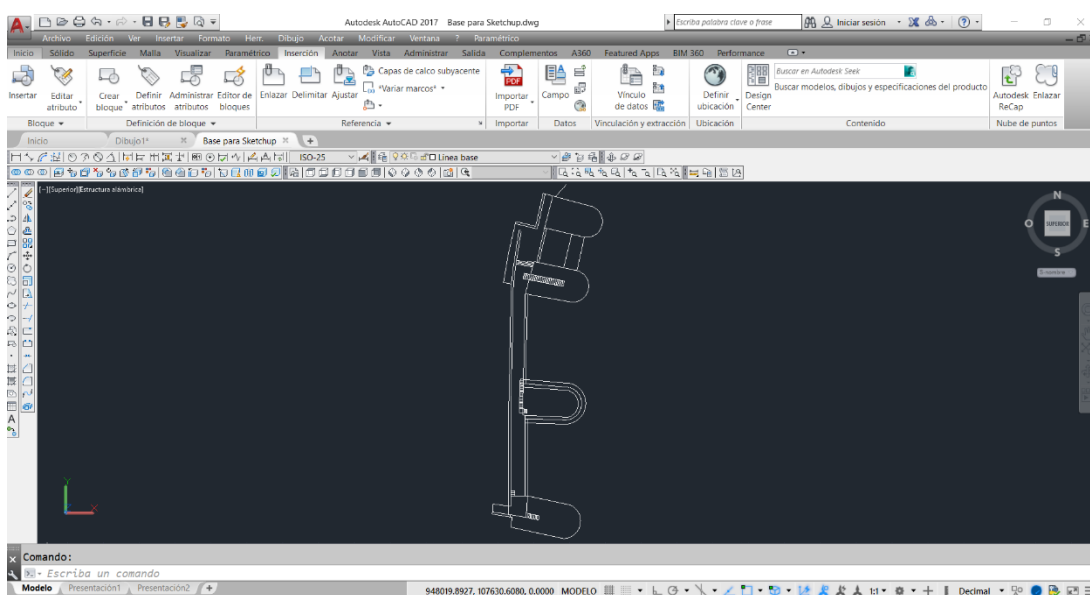 Autodesk AutoCAD 2017 Base para Sketchup.dwg
Escriba palabra clave o frase
Iniciar sesión
Archivo Edición Ver Insertar Formato Herr. Dibujo Acotar Modificar Ventana ? Paramétrico
Inicio Sólido Superficie Malla Visualizar Paramétrico Inserción Anotar Vista Administrar Salida Complementos A360 Featured Apps BIM 360 Performance
Insertar
Editar atributo
Crear bloque
Definir atributos
Administrar atributos
Editor de bloques
Enlazar Delimitar Ajustar
Capas de calco subyacente
*Variar marcos*
Importar PDF
Campo
Vínculo de datos
Definir ubicación
Design Center
Buscar en Autodesk Seek
Buscar modelos, dibujos y especificaciones del producto
Autodesk ReCap
Enlazar
Bloque Definición de bloque Referencia Importar Datos Vinculación y extracción Ubicación Contenido Nube de puntos
Inicio Dibujo1* Base para Sketchup
ISO-25 Linea base
[-][Superior][Estructura alámbrica]
N
O SUPERIOR E
S
Comando:
Escriba un comando
Modelo Presentación1 Presentación2 +
948019.8927, 107630.6080, 0.0000 MODELO 1:1 Decimal